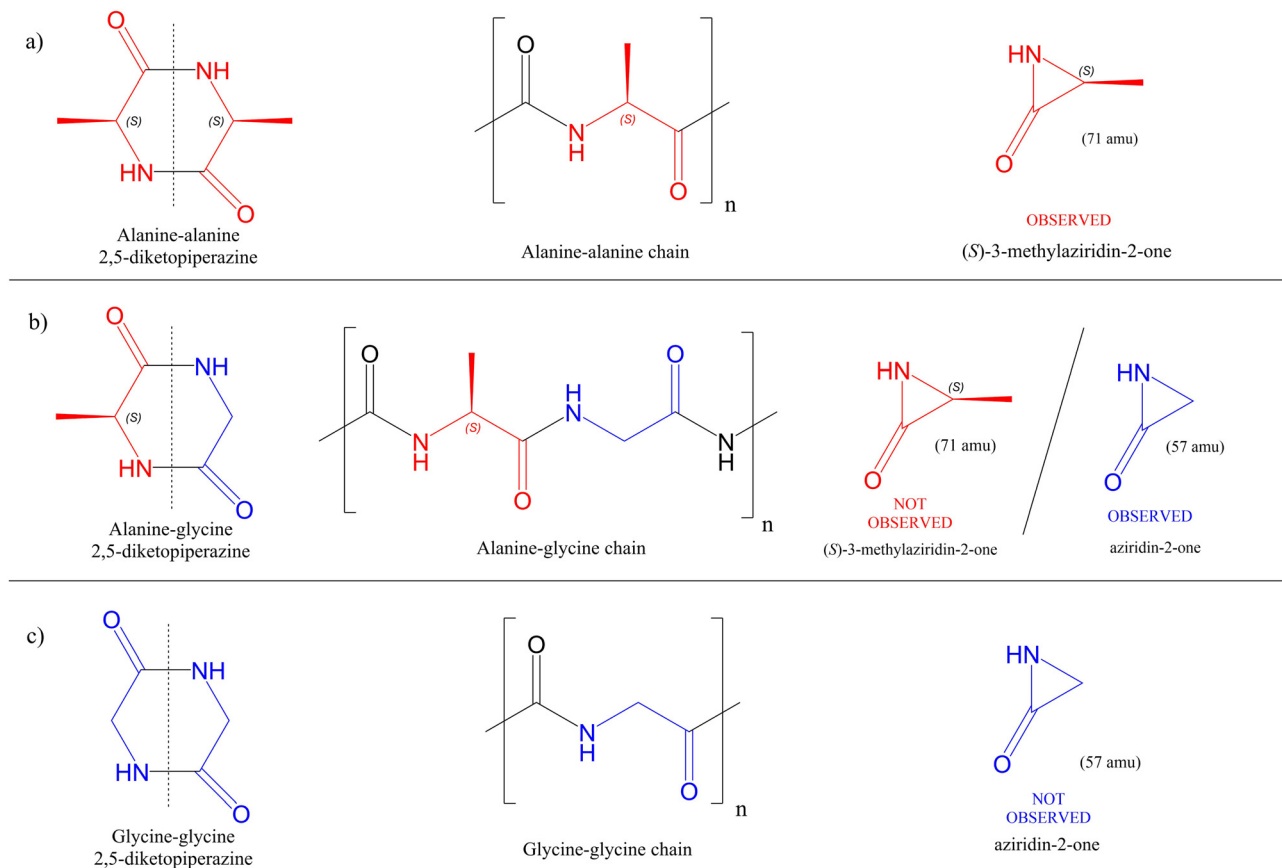 a)
O
NH
(S)
(S)
HN
O
Alanine-alanine
2,5-diketopiperazine
O
N
H
(S)
O
n
Alanine-alanine chain
HN
(S)
O
(71 amu)
OBSERVED
(S)-3-methylaziridin-2-one
b)
O
NH
(S)
HN
O
Alanine-glycine
2,5-diketopiperazine
O
N
H
(S)
O
H
N
O
N
H
n
Alanine-glycine chain
HN
(S)
O
(71 amu)
NOT
OBSERVED
(S)-3-methylaziridin-2-one
HN
O
(57 amu)
OBSERVED
aziridin-2-one
c)
O
NH
HN
O
Glycine-glycine
2,5-diketopiperazine
O
N
H
O
n
Glycine-glycine chain
HN
O
(57 amu)
NOT
OBSERVED
aziridin-2-one